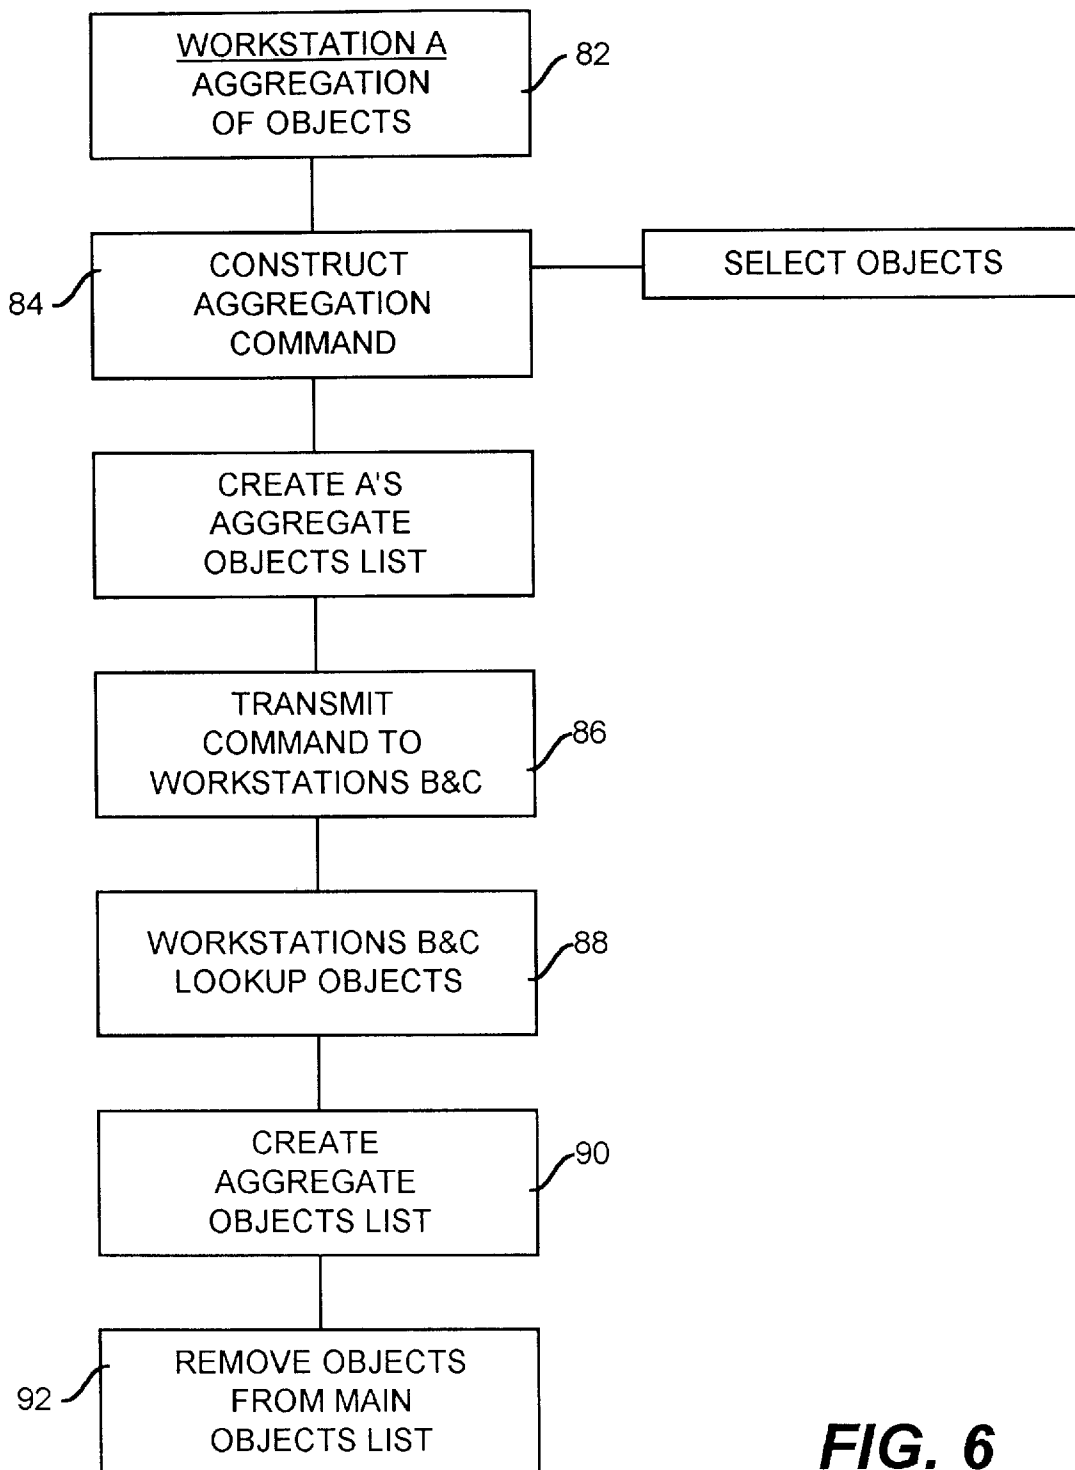 WORKSTATION A
AGGREGATION
OF OBJECTS
82
CONSTRUCT
AGGREGATION
COMMAND
84
SELECT OBJECTS
CREATE A'S
AGGREGATE
OBJECTS LIST
TRANSMIT
COMMAND TO
WORKSTATIONS B&C
86
WORKSTATIONS B&C
LOOKUP OBJECTS
88
CREATE
AGGREGATE
OBJECTS LIST
90
REMOVE OBJECTS
FROM MAIN
OBJECTS LIST
92
FIG. 6